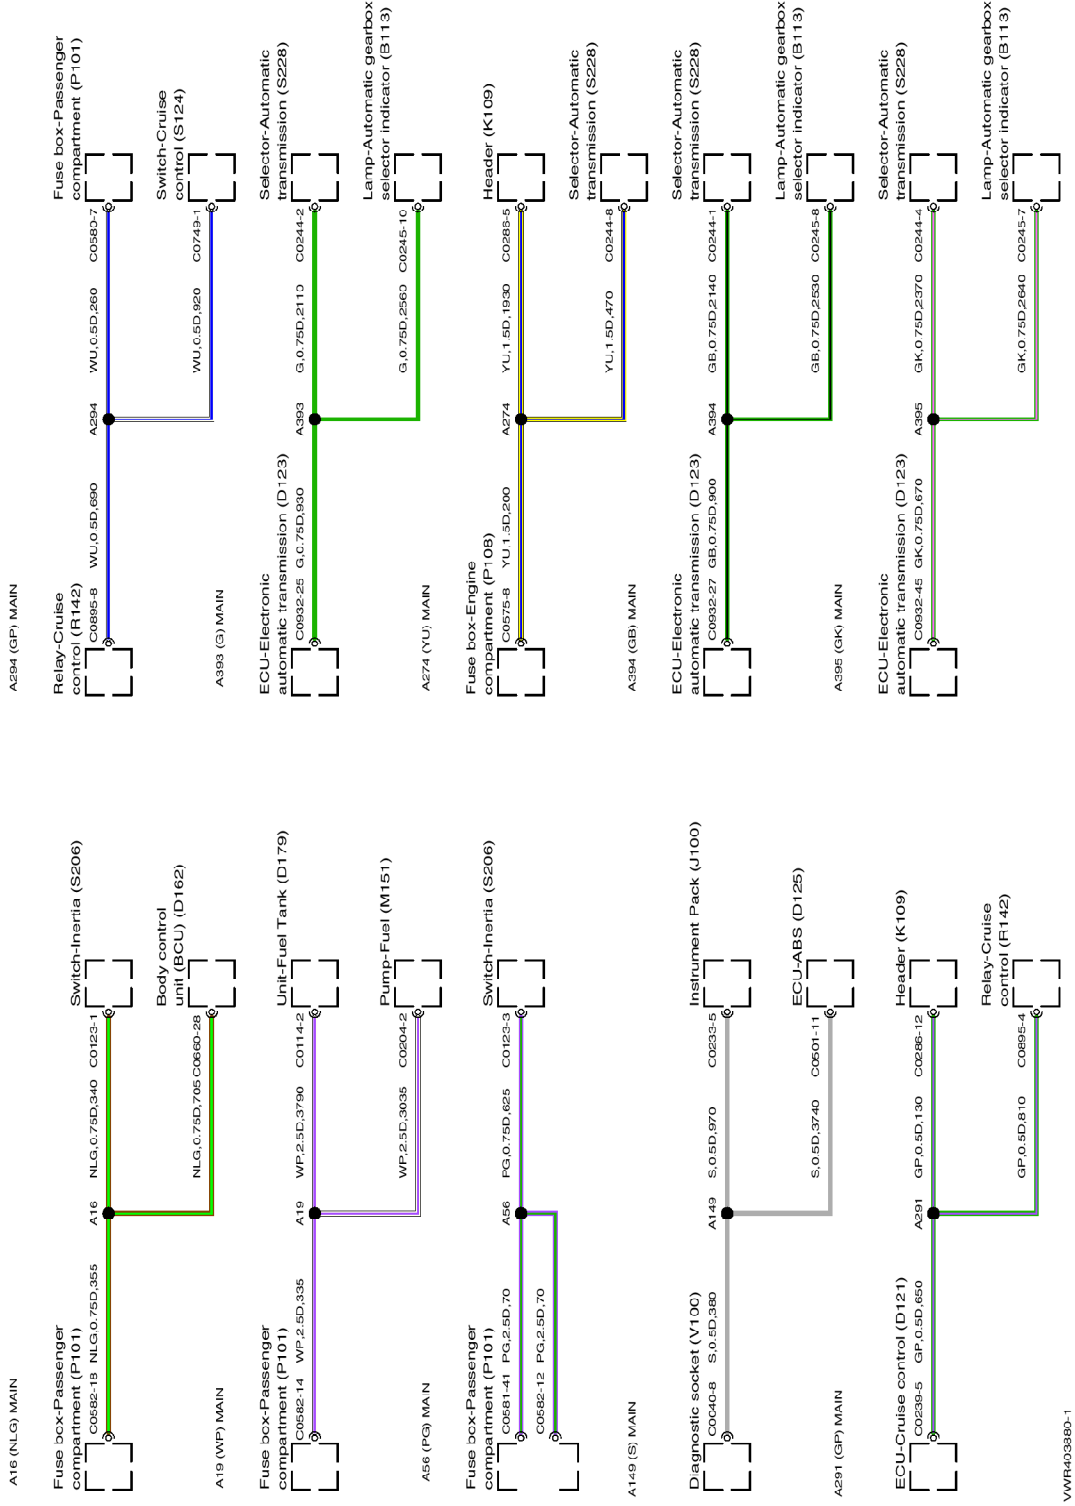 A16 (NLG) MAIN
Fuse box-Passenger
compartment (P101)
C0582-18 NLG,0.75D,355
A16
NLG,0.75D,340 C0123-1
Switch-Inertia (S206)
NLG,0.75D,705 C0660-28
Body control
unit (BCU) (D162)
A19 (WP) MAIN
Fuse box-Passenger
compartment (P101)
C0582-14 WP,2.5D,335
A19
WP,2.5D,3790 C0114-2
Unit-Fuel Tank (D179)
WP,2.5D,3035 C0204-2
Pump-Fuel (M151)
A56 (PG) MAIN
Fuse box-Passenger
compartment (P101)
C0581-41 PG,2.5D,70
C0582-12 PG,2.5D,70
A56
PG,0.75D,625 C0123-3
Switch-Inertia (S206)
A149 (S) MAIN
Diagnostic socket (V100)
C0040-8 S,0.5D,380
A149
S,0.5D,970 C0233-5
Instrument Pack (J100)
S,0.5D,3740 C0501-11
ECU-ABS (D125)
A291 (GP) MAIN
ECU-Cruise control (D121)
C0239-5 GP,0.5D,650
A291
GP,0.5D,130 C0286-12
Header (K109)
GP,0.5D,810 C0895-4
Relay-Cruise
control (R142)
VWR403380-1
A294 (GP) MAIN
Relay-Cruise
control (R142)
C0895-8 WU,0.5D,690
A294
WU,0.5D,260 C0580-7
Fuse box-Passenger
compartment (P101)
WU,0.5D,920 C0749-1
Switch-Cruise
control (S124)
A393 (G) MAIN
ECU-Electronic
automatic transmission (D123)
C0932-25 G,0.75D,930
A393
G,0.75D,2110 C0244-2
Selector-Automatic
transmission (S228)
G,0.75D,2560 C0245-10
Lamp-Automatic gearbox
selector indicator (B113)
A274 (YU) MAIN
Fuse box-Engine
compartment (P108)
C0575-8 YU,1.5D,200
A274
YU,1.5D,1930 C0286-5
Header (K109)
YU,1.5D,470 C0244-8
Selector-Automatic
transmission (S228)
A394 (GB) MAIN
ECU-Electronic
automatic transmission (D123)
C0932-27 GB,0.75D,900
A394
GB,0.75D,2140 C0244-1
Selector-Automatic
transmission (S228)
GB,0.75D,2530 C0245-8
Lamp-Automatic gearbox
selector indicator (B113)
A395 (GK) MAIN
ECU-Electronic
automatic transmission (D123)
C0932-45 GK,0.75D,670
A395
GK,0.75D,2370 C0244-4
Selector-Automatic
transmission (S228)
GK,0.75D,2640 C0245-7
Lamp-Automatic gearbox
selector indicator (B113)